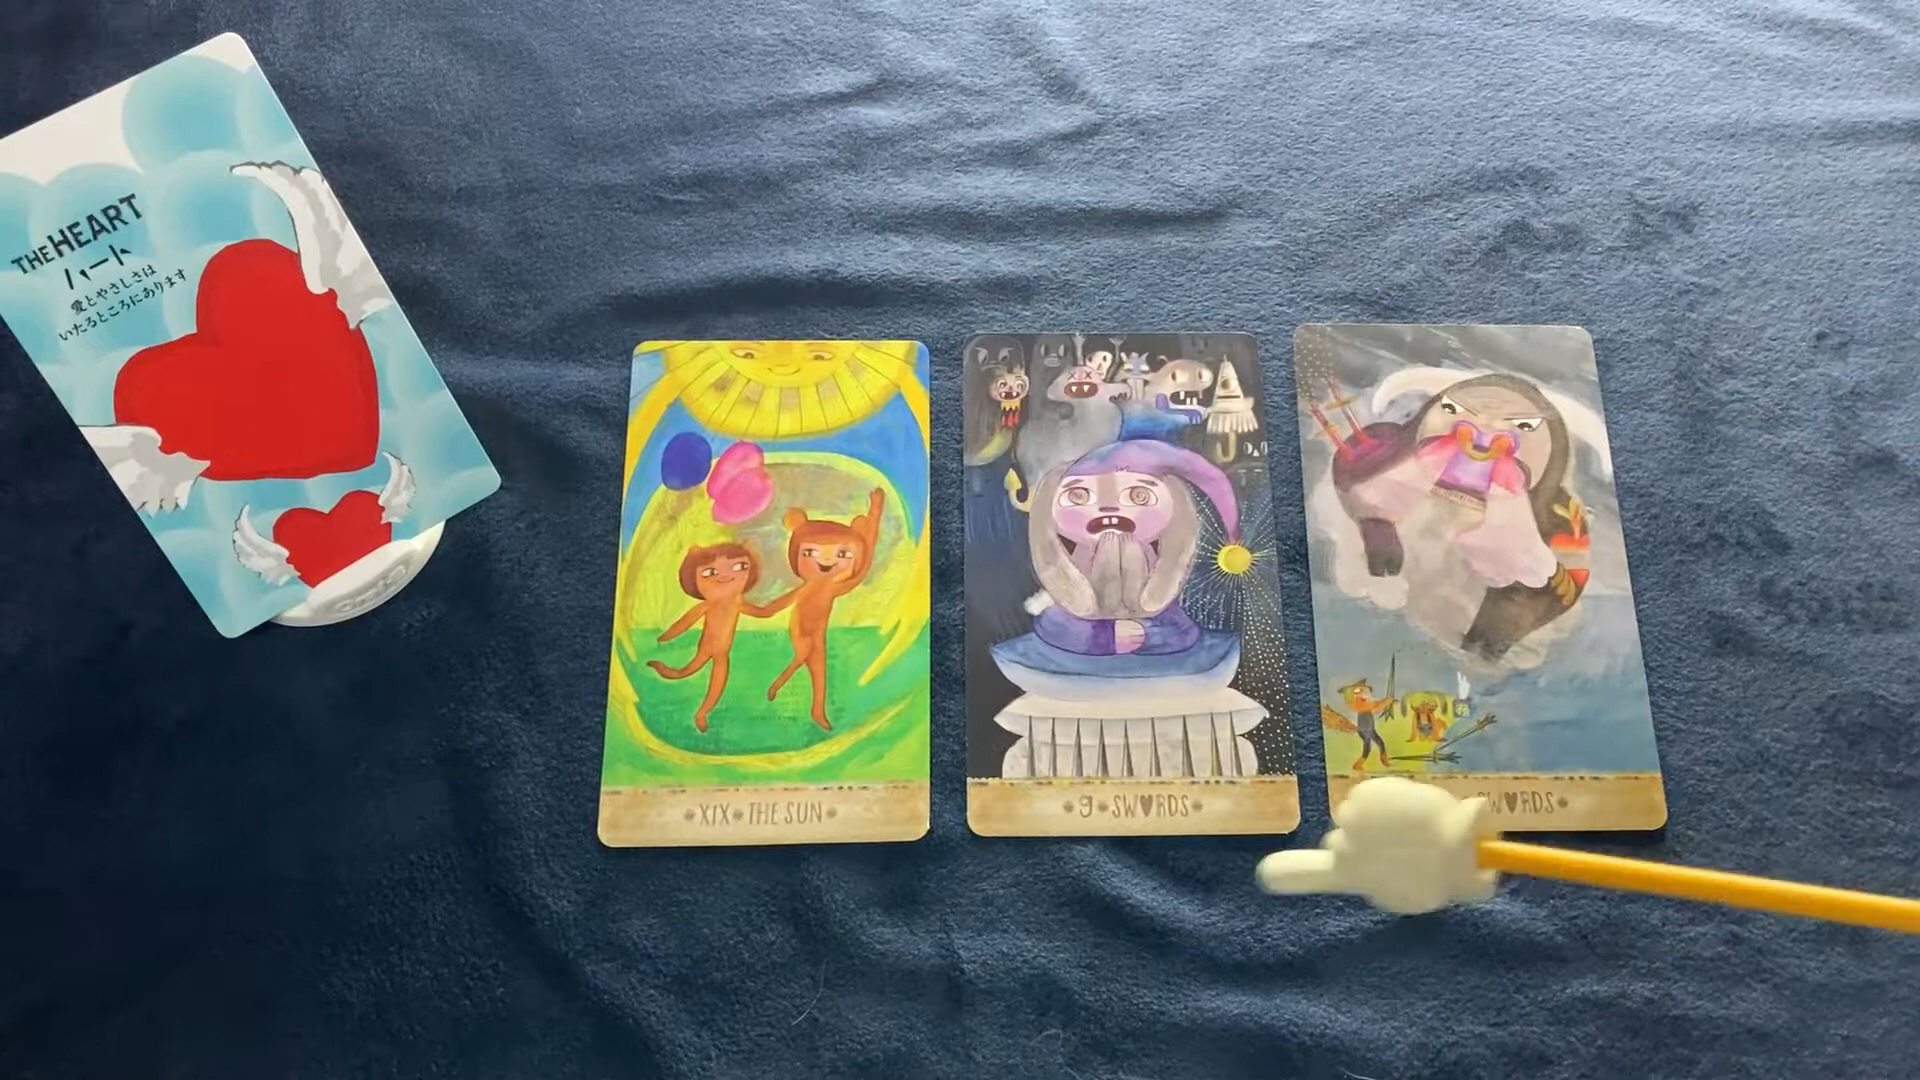 THE HEART
ハート
愛とやさしさは
いたるところにあります
XIX THE SUN
9 SW♥RDS
SW♥RDS